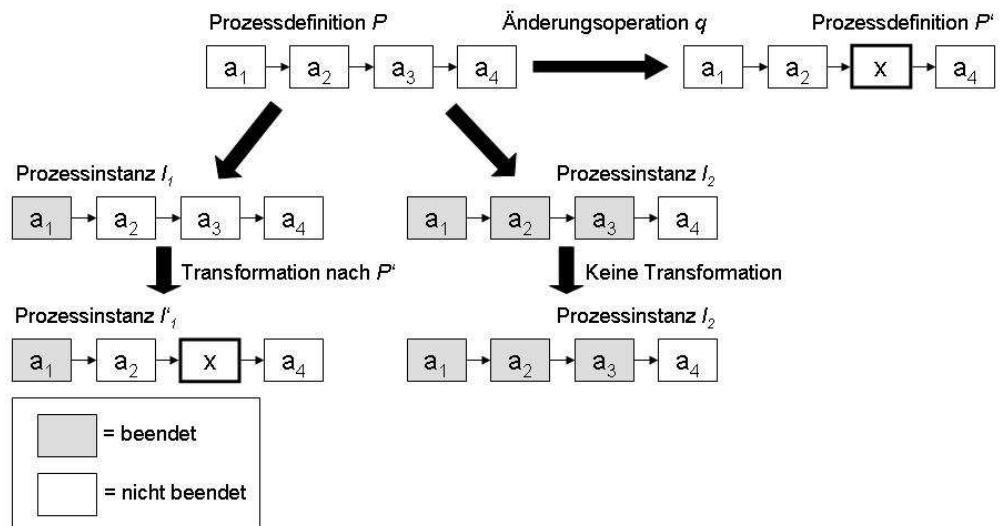 Prozessdefinition P Änderungsoperation q Prozessdefinition P'
a1 a2 a3 a4 a1 a2 x a4
Prozessinstanz I1 Prozessinstanz I2
a1 a2 a3 a4 a1 a2 a3 a4
Transformation nach P' Keine Transformation
Prozessinstanz I'1 Prozessinstanz I2
a1 a2 x a4 a1 a2 a3 a4
= beendet
= nicht beendet